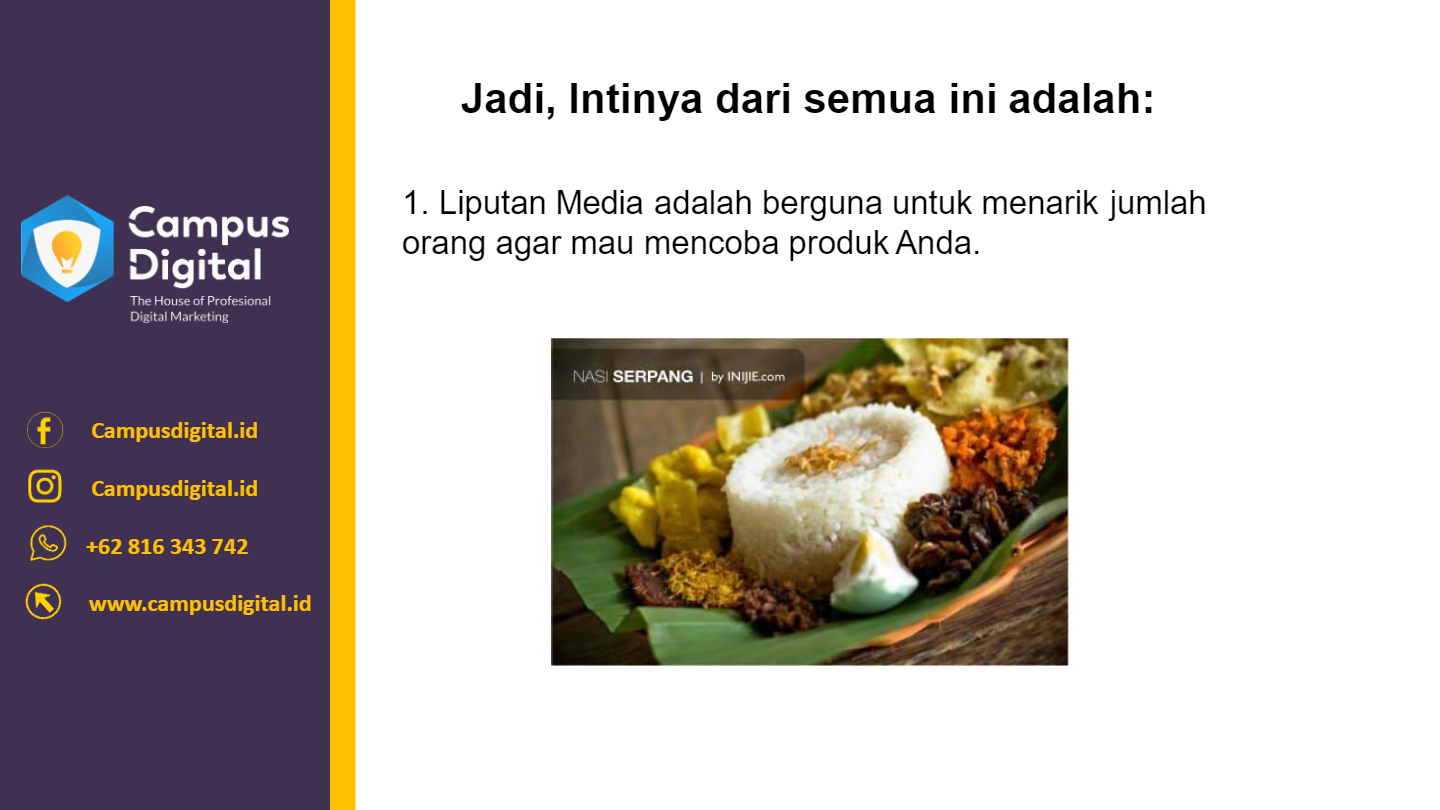 Campus
Digital
The House of Profesional
Digital Marketing
Campusdigital.id
Campusdigital.id
+62 816 343 742
www.campusdigital.id
Jadi, Intinya dari semua ini adalah:
1. Liputan Media adalah berguna untuk menarik jumlah
orang agar mau mencoba produk Anda.
NASI SERPANG | by INIJIE.com